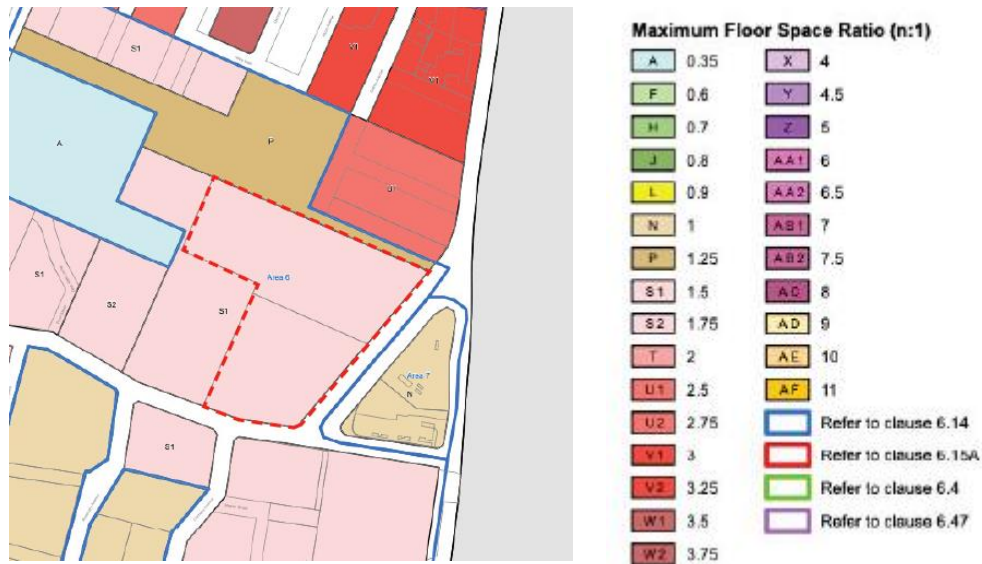 S1
V1
V1
A
P
U1
Area 6
S1
S2
S1
Area 7
N
S1
Maximum Floor Space Ratio (n:1)
A 0.35
F 0.6
H 0.7
J 0.8
L 0.9
N 1
P 1.25
S1 1.5
S2 1.75
T 2
U1 2.5
U2 2.75
V1 3
V2 3.25
W1 3.5
W2 3.75
X 4
Y 4.5
Z 5
AA1 6
AA2 6.5
AB1 7
AB2 7.5
AC 8
AD 9
AE 10
AF 11
Refer to clause 6.14
Refer to clause 6.15A
Refer to clause 6.4
Refer to clause 6.47